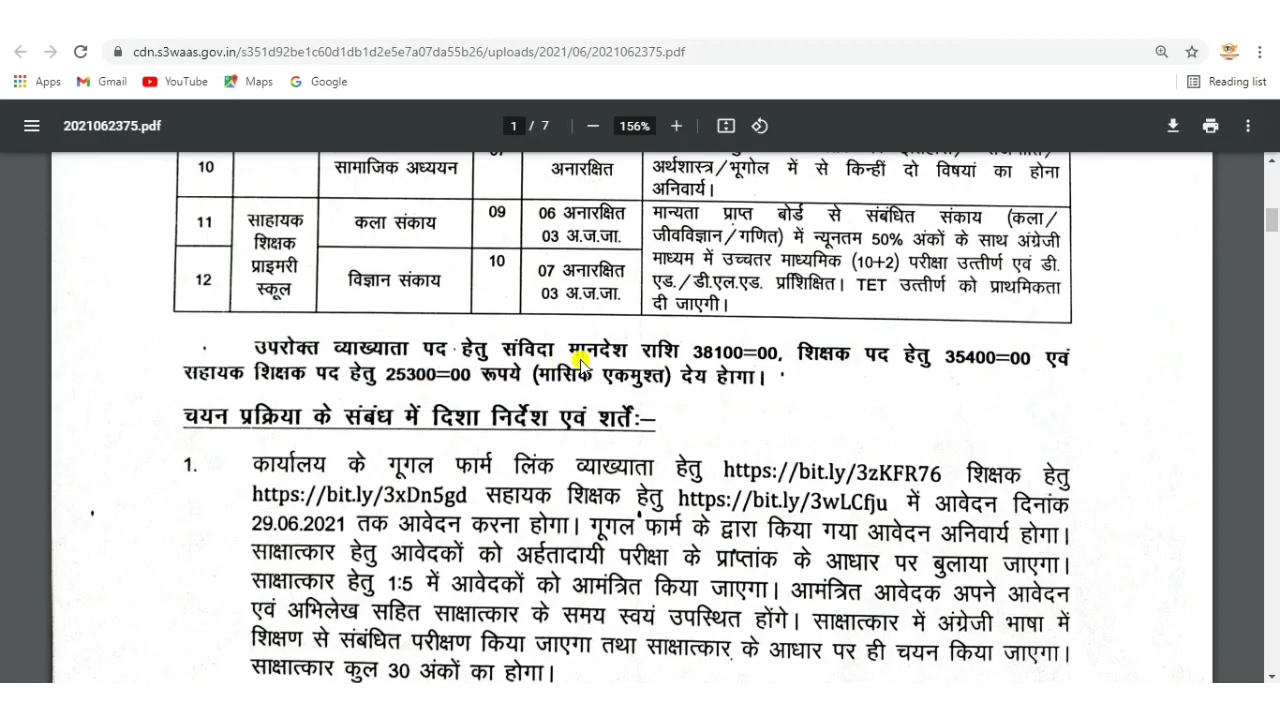 cdn.s3waas.gov.in/s351d92be1c60d1db1d2e5e7a07da55b26/uploads/2021/06/2021062375.pdf
Apps Gmail YouTube Maps Google Reading list
2021062375.pdf 1 / 7 156%
10 सामाजिक अध्ययन अनारक्षित अर्थशास्त्र/भूगोल में से किन्हीं दो विषयां का होना
अनिवार्य।
11 साहायक शिक्षक प्राइमरी स्कूल कला संकाय 09 06 अनारक्षित 03 अ.ज.जा. मान्यता प्राप्त बोर्ड से संबंधित संकाय (कला/
जीवविज्ञान/गणित) में न्यूनतम 50% अंकों के साथ अंग्रेजी
माध्यम में उच्चतर माध्यमिक (10+2) परीक्षा उत्तीर्ण एवं डी.
12 विज्ञान संकाय 10 07 अनारक्षित 03 अ.ज.जा. एड./डी.एल.एड. प्रशिक्षित। TET उत्तीर्ण को प्राथमिकता
दी जाएगी।
उपरोक्त व्याख्याता पद हेतु संविदा मानदेश राशि 38100=00, शिक्षक पद हेतु 35400=00 एवं
सहायक शिक्षक पद हेतु 25300=00 रूपये (मासिक एकमुश्त) देय होगा।
चयन प्रक्रिया के संबंध में दिशा निर्देश एवं शर्तेः–
1. कार्यालय के गूगल फार्म लिंक व्याख्याता हेतु https://bit.ly/3zKFR76 शिक्षक हेतु
https://bit.ly/3xDn5gd सहायक शिक्षक हेतु https://bit.ly/3wLCfju में आवेदन दिनांक
29.06.2021 तक आवेदन करना होगा। गूगल फार्म के द्वारा किया गया आवेदन अनिवार्य होगा।
साक्षात्कार हेतु आवेदकों को अर्हतादायी परीक्षा के प्राप्तांक के आधार पर बुलाया जाएगा।
साक्षात्कार हेतु 1:5 में आवेदकों को आमंत्रित किया जाएगा। आमंत्रित आवेदक अपने आवेदन
एवं अभिलेख सहित साक्षात्कार के समय स्वयं उपस्थित होंगे। साक्षात्कार में अंग्रेजी भाषा में
शिक्षण से संबंधित परीक्षण किया जाएगा तथा साक्षात्कार के आधार पर ही चयन किया जाएगा।
साक्षात्कार कुल 30 अंकों का होगा।